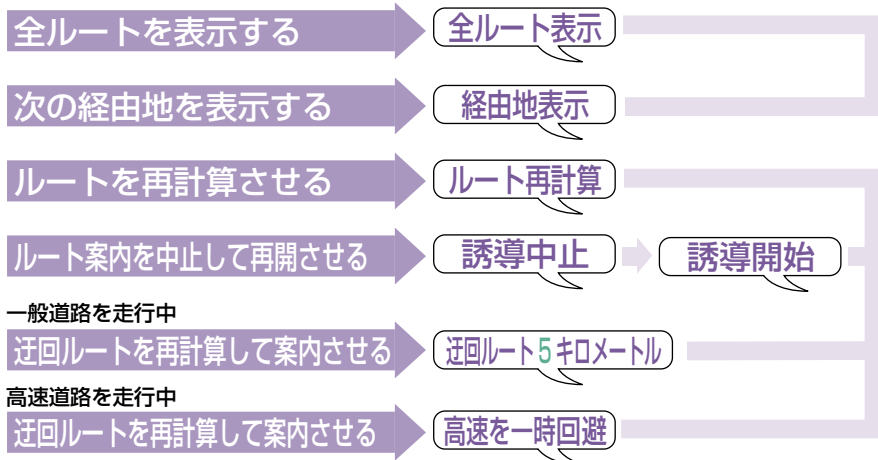 全ルートを表示する
全ルート表示
次の経由地を表示する
経由地表示
ルートを再計算させる
ルート再計算
ルート案内を中止して再開させる
誘導中止
誘導開始
一般道路を走行中
迂回ルートを再計算して案内させる
迂回ルート5キロメートル
高速道路を走行中
迂回ルートを再計算して案内させる
高速を一時回避